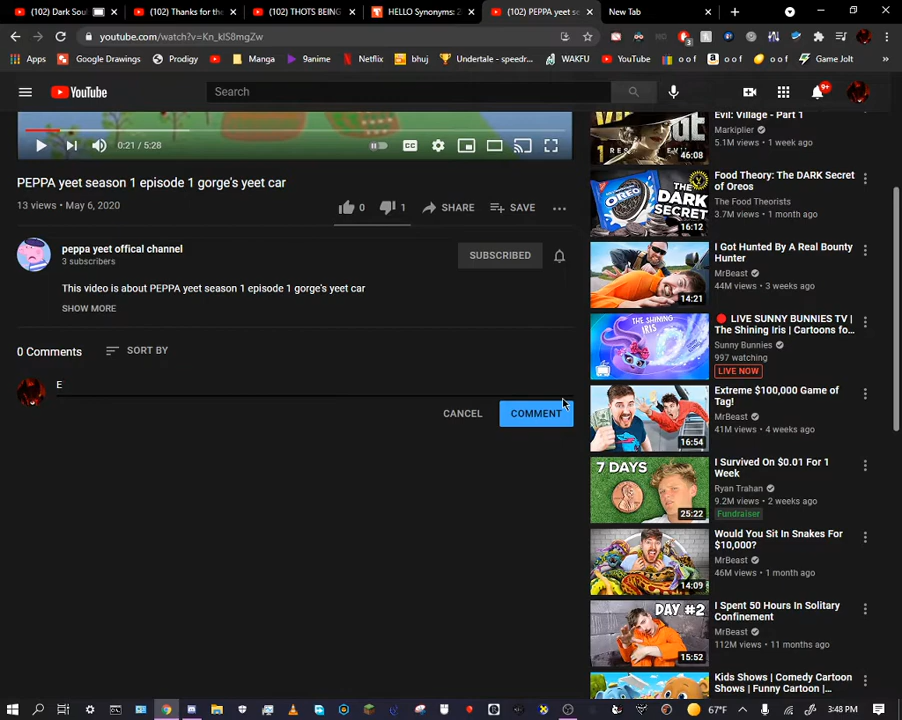 (102) Dark Sou
(102) Thanks for the
(102) THOTS BEING
HELLO Synonyms: 2
(102) PEPPA yeet se
New Tab
youtube.com/watch?v=Kn_kIS8mgZw
Apps
Google Drawings
Prodigy
Manga
9anime
Netflix
bhuj
Undertale - speedr...
WAKFU
YouTube
o o f
o o f
o o f
Game Jolt
YouTube
Search
9+
0:21 / 5:28
CC
PEPPA yeet season 1 episode 1 gorge's yeet car
13 views • May 6, 2020
0
1
SHARE
SAVE
peppa yeet offical channel
3 subscribers
SUBSCRIBED
This video is about PEPPA yeet season 1 episode 1 gorge's yeet car
SHOW MORE
0 Comments
SORT BY
E
CANCEL
COMMENT
Evil: Village - Part 1
Markiplier
5.1M views • 1 week ago
46:08
Food Theory: The DARK Secret
of Oreos
The Food Theorists
3.7M views • 1 month ago
OREO
THE
DARK
SECRET
16:12
I Got Hunted By A Real Bounty
Hunter
MrBeast
44M views • 3 weeks ago
14:21
LIVE SUNNY BUNNIES TV |
The Shining Iris | Cartoons fo...
Sunny Bunnies
997 watching
LIVE NOW
THE SHINING
IRIS
Extreme $100,000 Game of
Tag!
MrBeast
41M views • 4 weeks ago
16:54
I Survived On $0.01 For 1
Week
Ryan Trahan
9.2M views • 2 weeks ago
Fundraiser
7 DAYS
25:22
Would You Sit In Snakes For
$10,000?
MrBeast
46M views • 1 month ago
14:09
I Spent 50 Hours In Solitary
Confinement
MrBeast
112M views • 11 months ago
DAY #2
15:52
Kids Shows | Comedy Cartoon
Shows | Funny Cartoon |...
67°F
3:48 PM